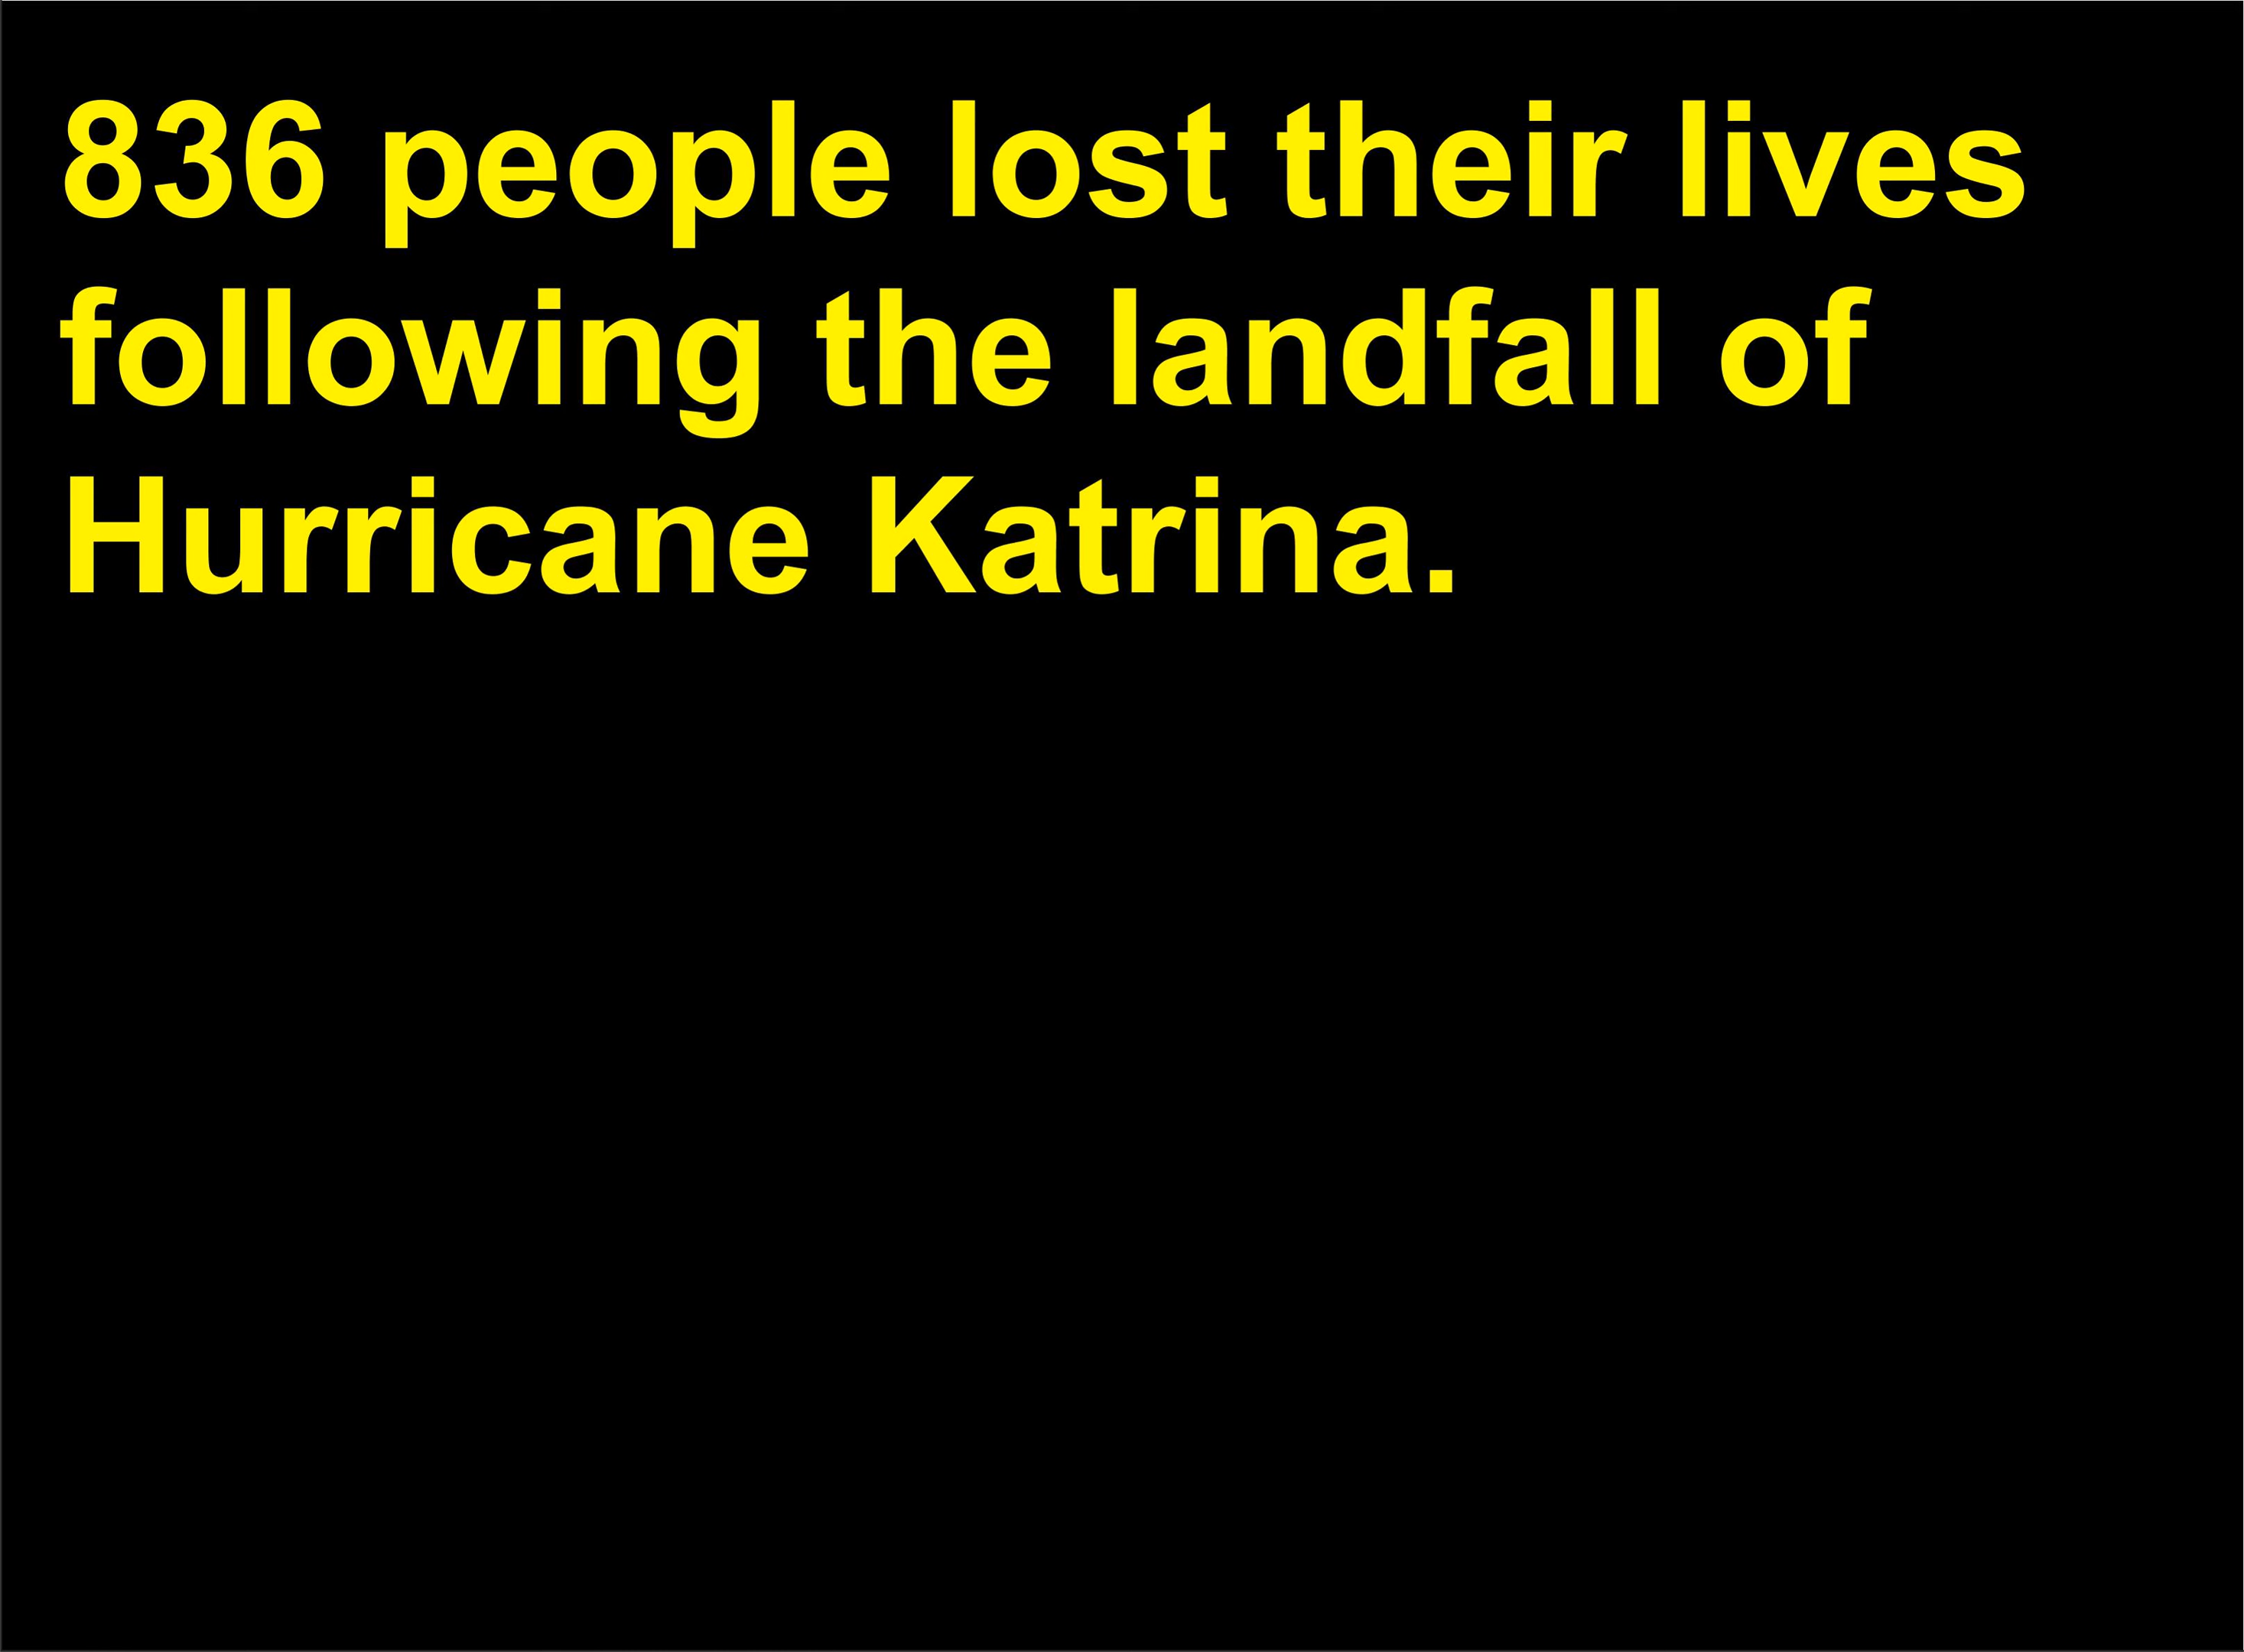 836 people lost their lives
following the landfall of
Hurricane Katrina.